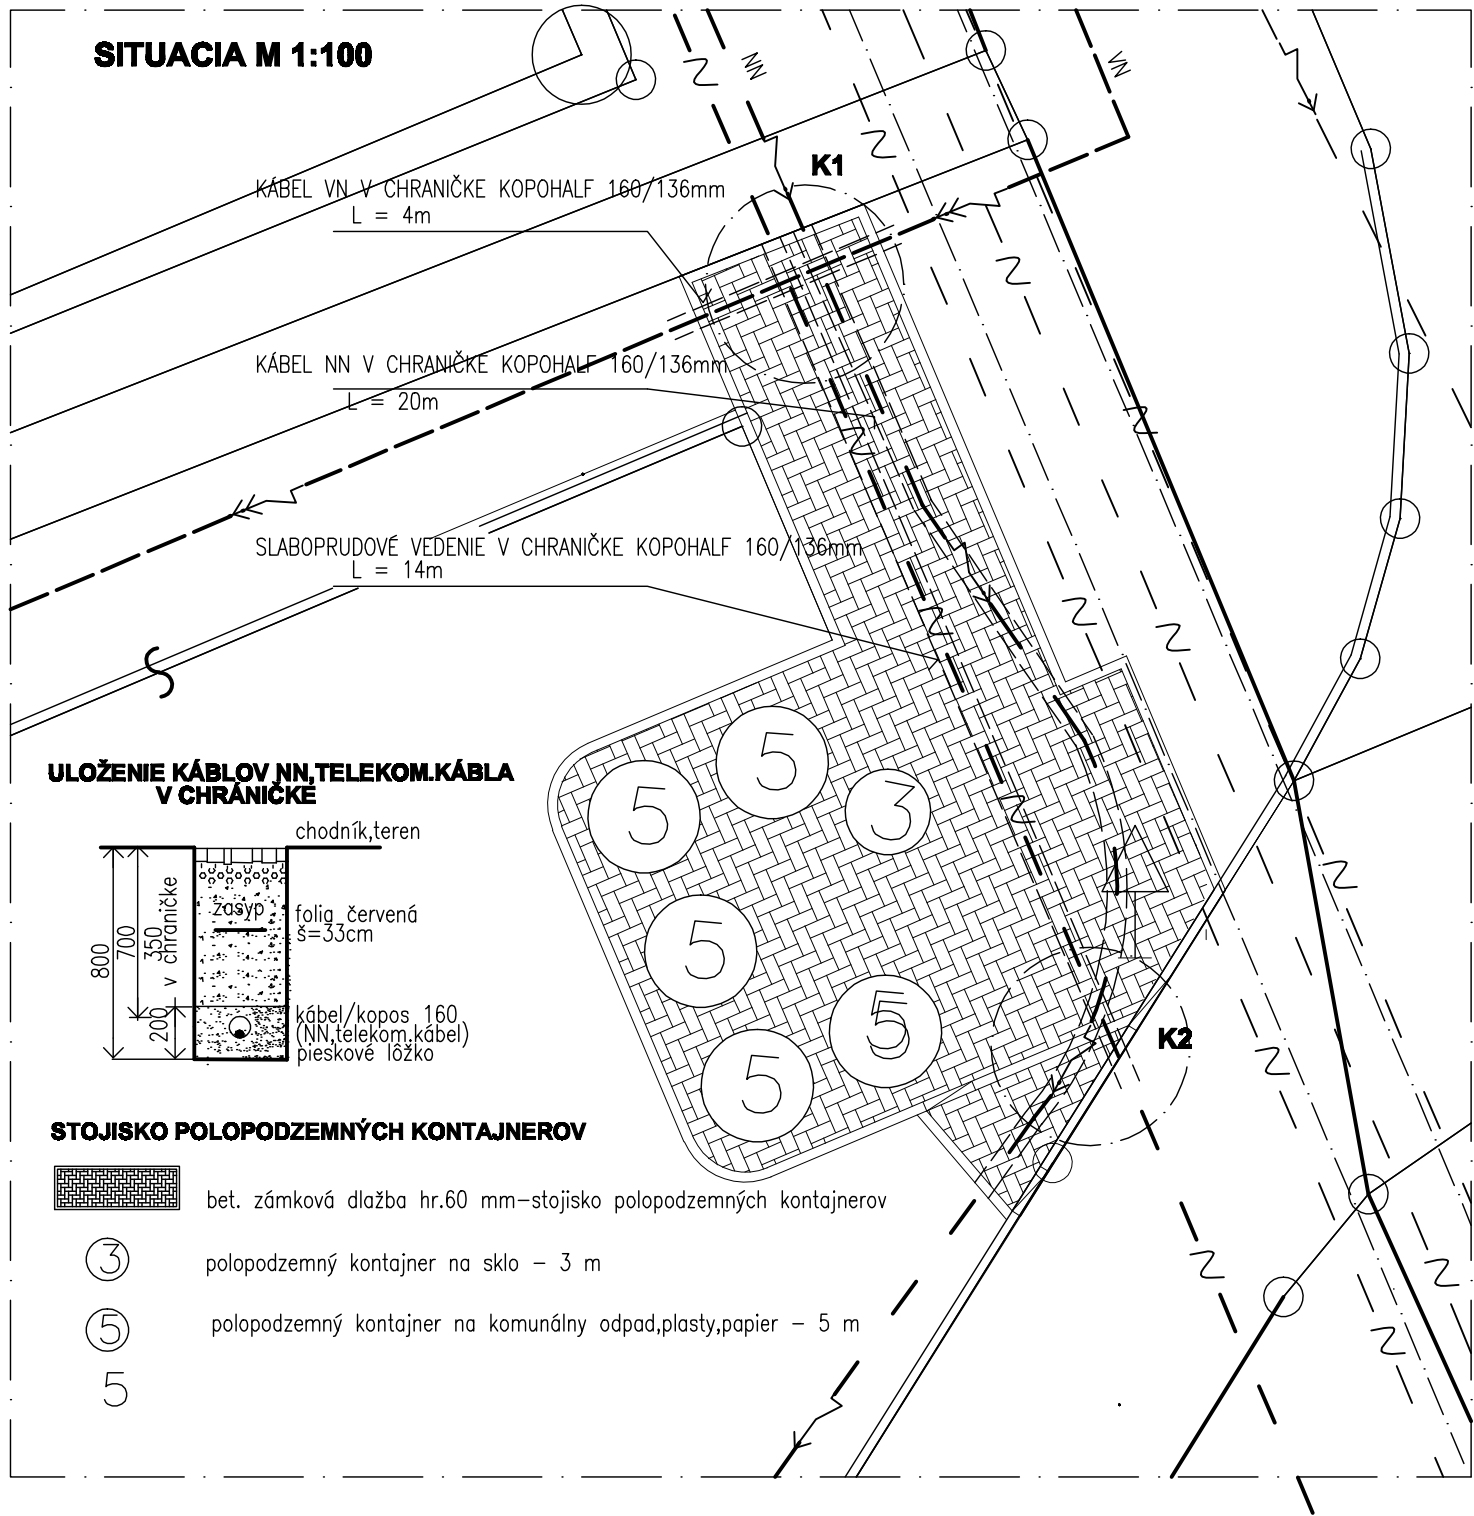 SITUACIA M 1:100
NN
VN
K1
KÁBEL VN V CHRANIČKE KOPOHALF 160/136mm
L = 4m
KÁBEL NN V CHRANIČKE KOPOHALF 160/136mm
L = 20m
SLABOPRUDOVÉ VEDENIE V CHRANIČKE KOPOHALF 160/136mm
L = 14m
5
5
3
5
5
5
K2
ULOŽENIE KÁBLOV NN,TELEKOM.KÁBLA
V CHRÁNIČKE
chodník,teren
zasyp
folia červená
š=33cm
800
700
350
v chraničke
200
kábel/kopos 160
(NN,telekom.kábel)
pieskové lôžko
STOJISKO POLOPODZEMNÝCH KONTAJNEROV
bet. zámková dlažba hr.60 mm-stojisko polopodzemných kontajnerov
3
polopodzemný kontajner na sklo - 3 m
5
polopodzemný kontajner na komunálny odpad,plasty,papier - 5 m
5